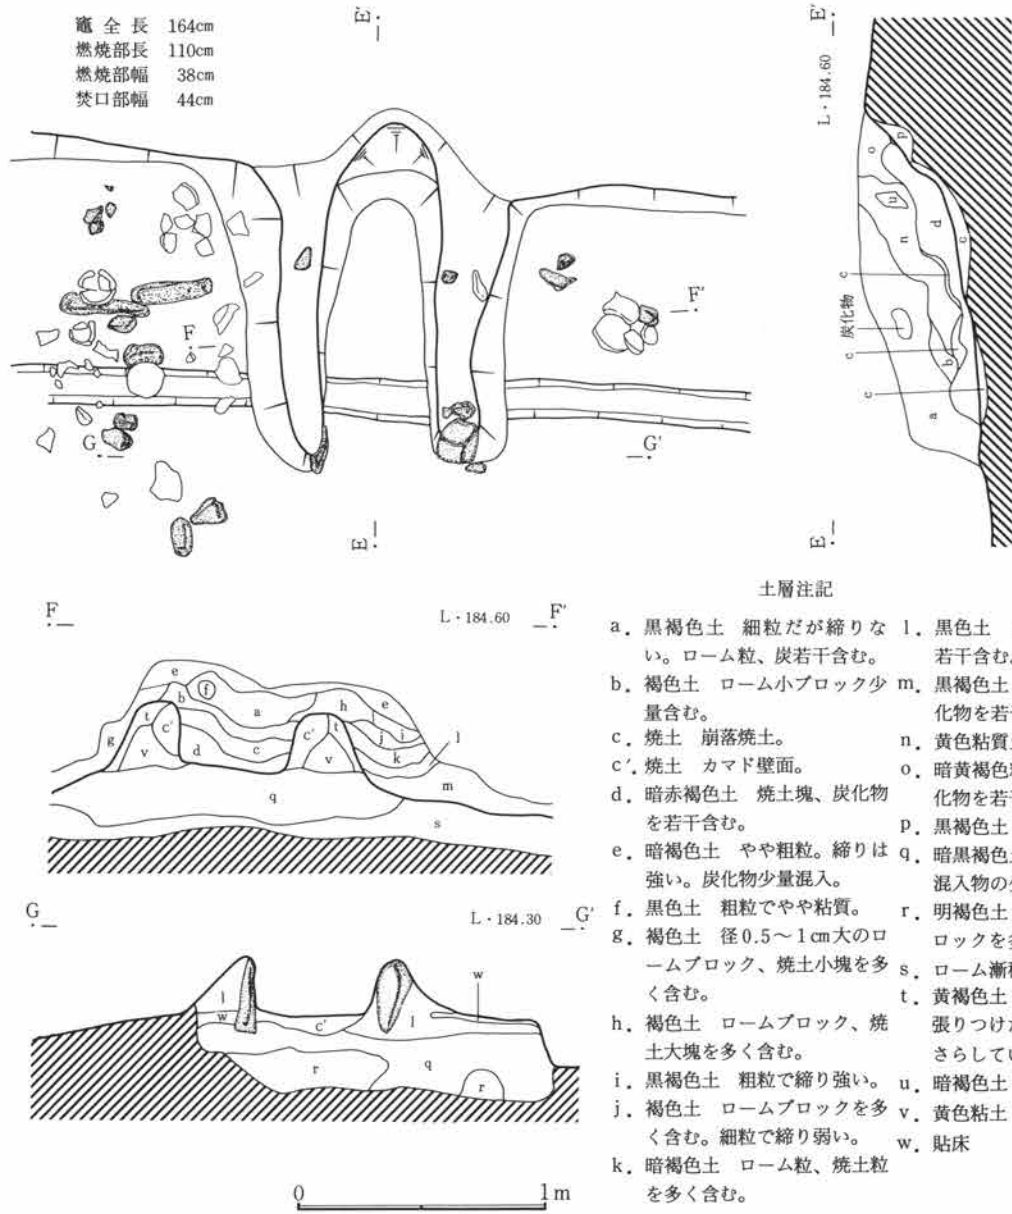 竈全長 164cm
燃焼部長 110cm
燃焼部幅 38cm
焚口部幅 44cm
E'
E
F
F'
G
G'
E'
L・184.60
o
p
u
n
d
c
c
炭化物
c
b
c
a
E
F
L・184.60
F'
e
b
f
a
h
e
t
c'
g
v
d
c
c'
t
v
j
i
k
l
m
q
s
G
L・184.30
G'
w
l
w
c'
l
r
q
r
0
1m
土層注記
a．黒褐色土 細粒だが締りな
い。ローム粒、炭若干含む。
b．褐色土 ローム小ブロック少
量含む。
c．焼土 崩落焼土。
c'．焼土 カマド壁面。
d．暗赤褐色土 焼土塊、炭化物
を若干含む。
e．暗褐色土 やや粗粒。締りは
強い。炭化物少量混入。
f．黒色土 粗粒でやや粘質。
g．褐色土 径0.5～1cm大のロ
ームブロック、焼土小塊を多
く含む。
h．褐色土 ロームブロック、焼
土大塊を多く含む。
i．黒褐色土 粗粒で締り強い。
j．褐色土 ロームブロックを多
く含む。細粒で締り弱い。
k．暗褐色土 ローム粒、焼土粒
を多く含む。
l．黒色土
若干含む。
m．黒褐色土
化物を若
n．黄色粘質
o．暗黄褐色
化物を若
p．黒褐色土
q．暗黒褐色
混入物の
r．明褐色土
ロックを
s．ローム漸
t．黄褐色土
張りつけ
さらしてい
u．暗褐色土
v．黄色粘土
w．貼床